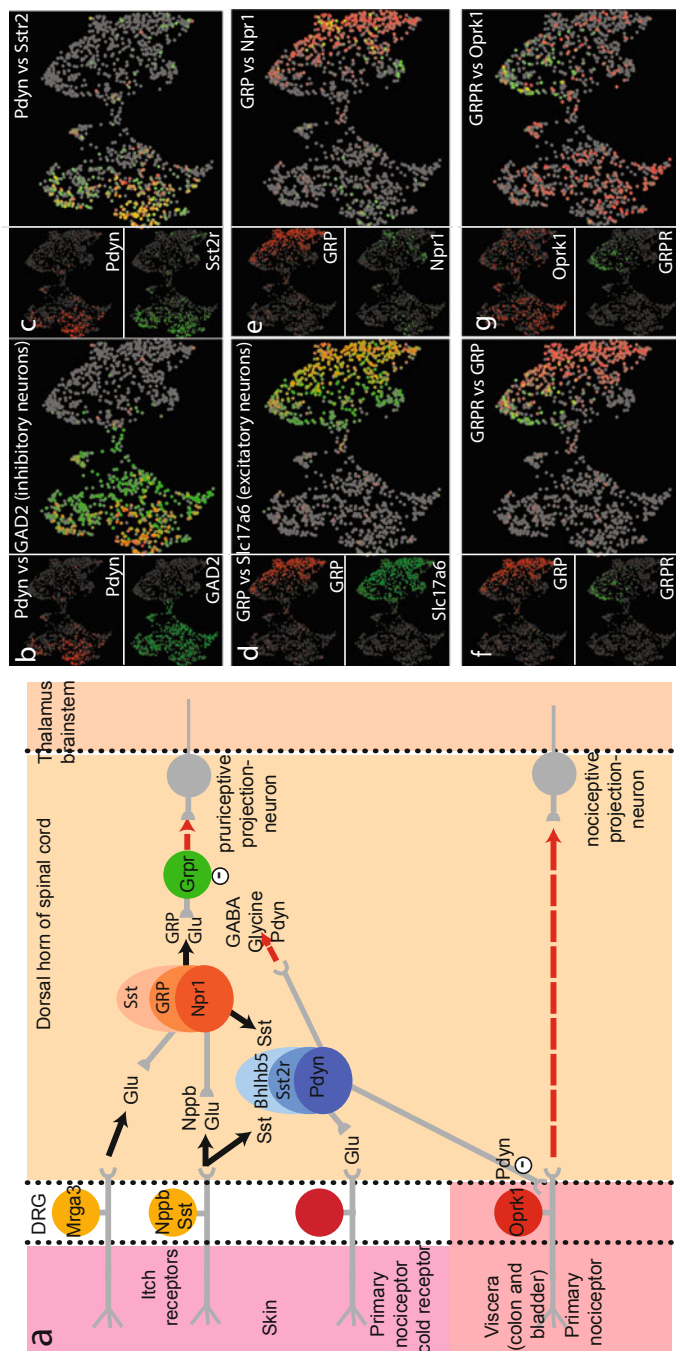 a
DRG
Dorsal horn of spinal cord
Thalamus
brainstem
Mrga3
Glu
Sst
GRP
Npr1
GRP
Glu
Grpr
-
pruriceptive
projection-
neuron
Itch
receptors
Nppb
Sst
Nppb
Glu
Sst
Sst
Bhlhb5
Sst2r
Pdyn
GABA
Glycine
Pdyn
Skin
Glu
Primary
nociceptor
cold receptor
Viscera
(colon and
bladder)
Primary
nociceptor
Oprk1
Pdyn
-
nociceptive
projection-
neuron
b
Pdyn vs GAD2 (inhibitory neurons)
Pdyn
GAD2
c
Pdyn vs Sstr2
Pdyn
Sst2r
d
GRP vs Slc17a6 (excitatory neurons)
GRP
Slc17a6
e
GRP vs Npr1
GRP
Npr1
f
GRPR vs GRP
GRP
GRPR
g
GRPR vs Oprk1
Oprk1
GRPR